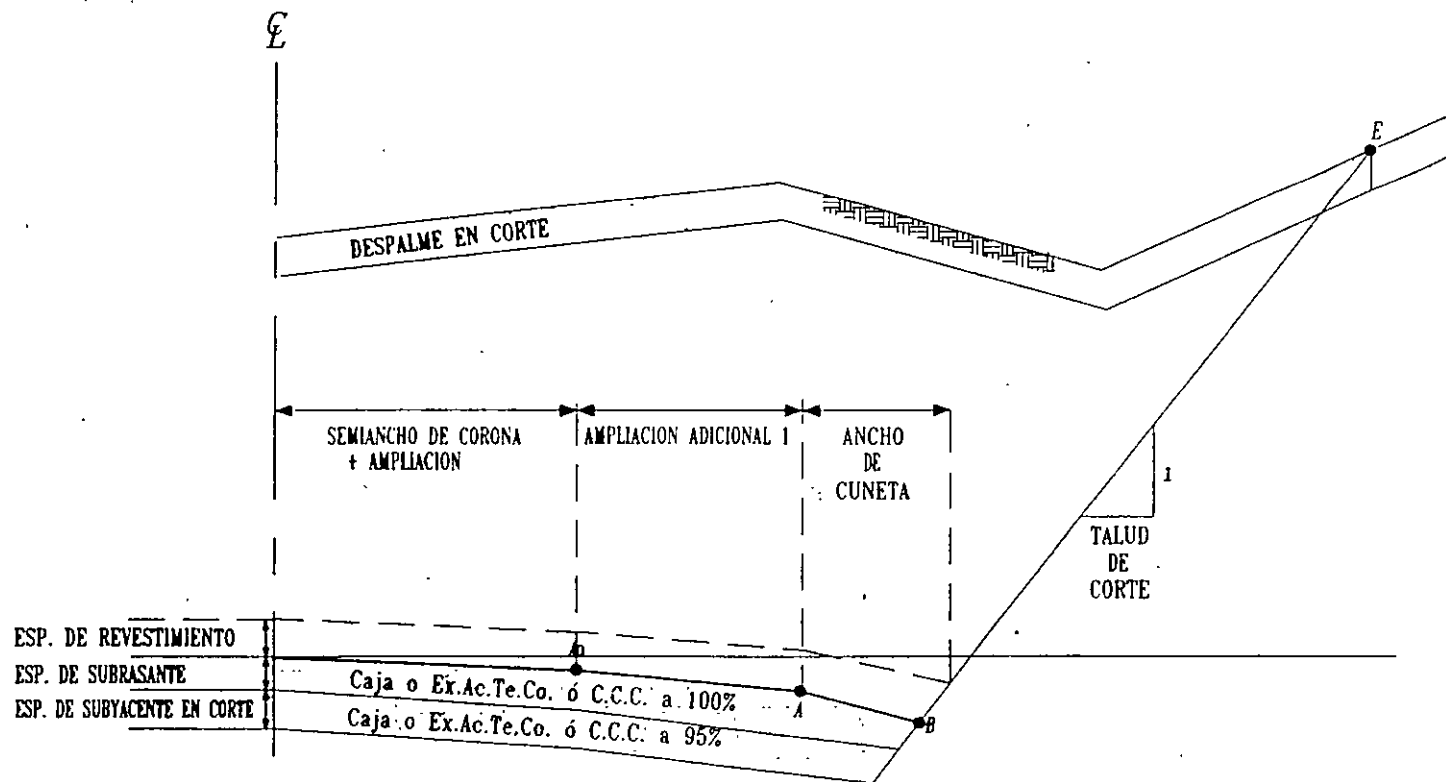 ℄
E
DESPALME EN CORTE
SEMIANCHO DE CORONA
+ AMPLIACION
AMPLIACION ADICIONAL 1
ANCHO
DE
CUNETA
1
TALUD
DE
CORTE
ESP. DE REVESTIMIENTO
ESP. DE SUBRASANTE
ESP. DE SUBYACENTE EN CORTE
Caja o Ex.Ac.Te.Co. ó C.C.C. a 100%
A
B
Caja o Ex.Ac.Te.Co. ó C.C.C. a 95%